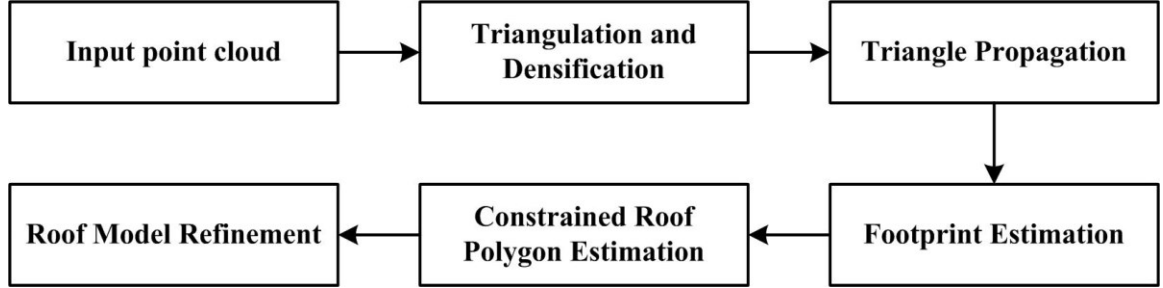 Input point cloud
Triangulation and
Densification
Triangle Propagation
Footprint Estimation
Constrained Roof
Polygon Estimation
Roof Model Refinement